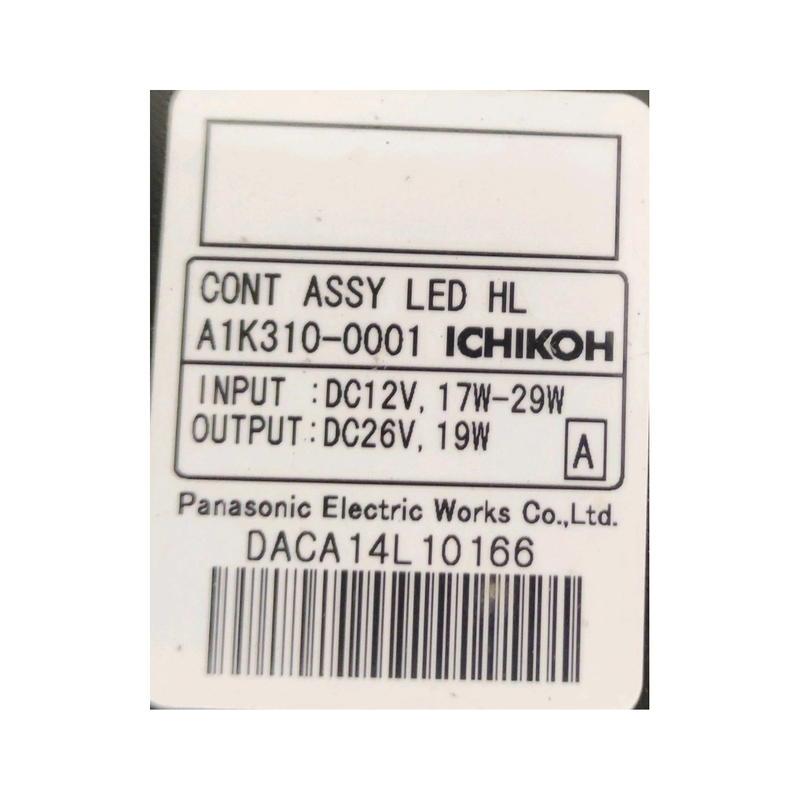 CONT ASSY LED HL
A1K310-0001 ICHIKOH
INPUT :DC12V, 17W-29W
OUTPUT:DC26V, 19W
A
Panasonic Electric Works Co.,Ltd.
DACA14L10166